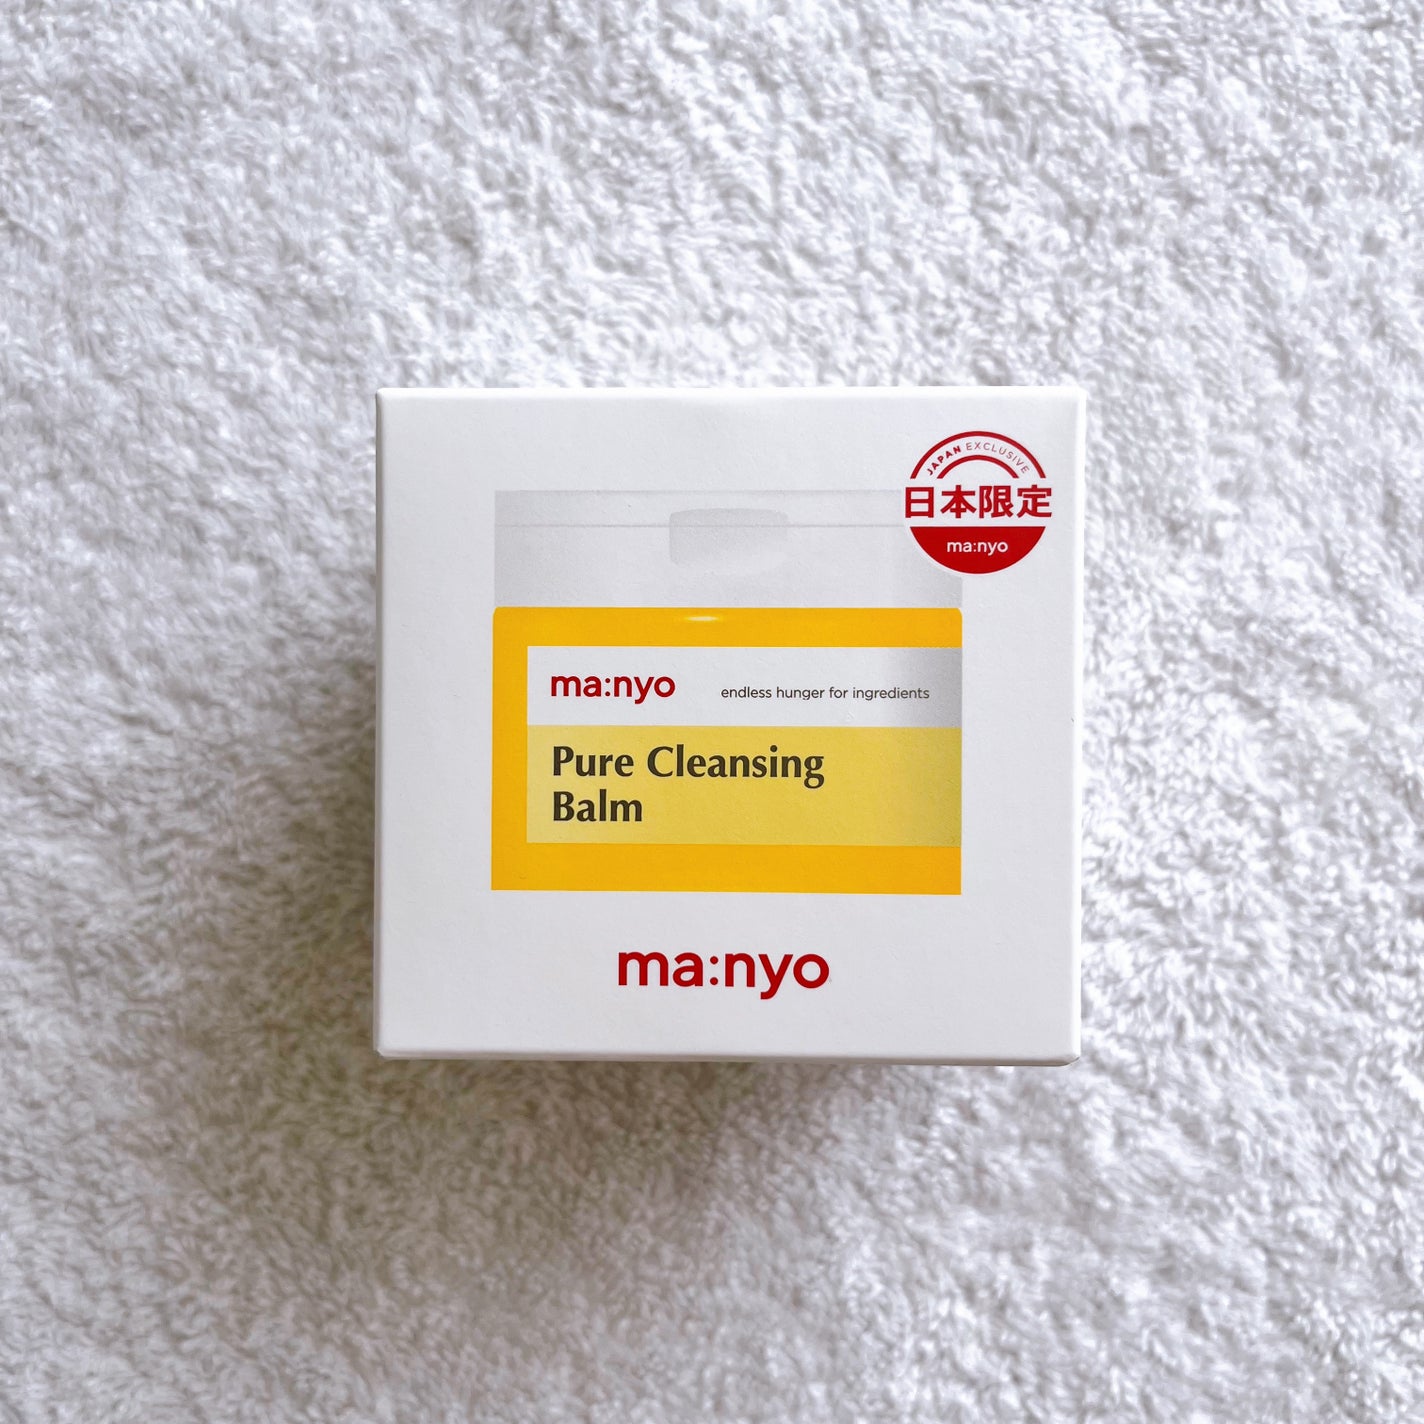 JAPAN EXCLUSIVE
日本限定
ma:nyo
ma:nyo endless hunger for ingredients
Pure Cleansing
Balm
ma:nyo